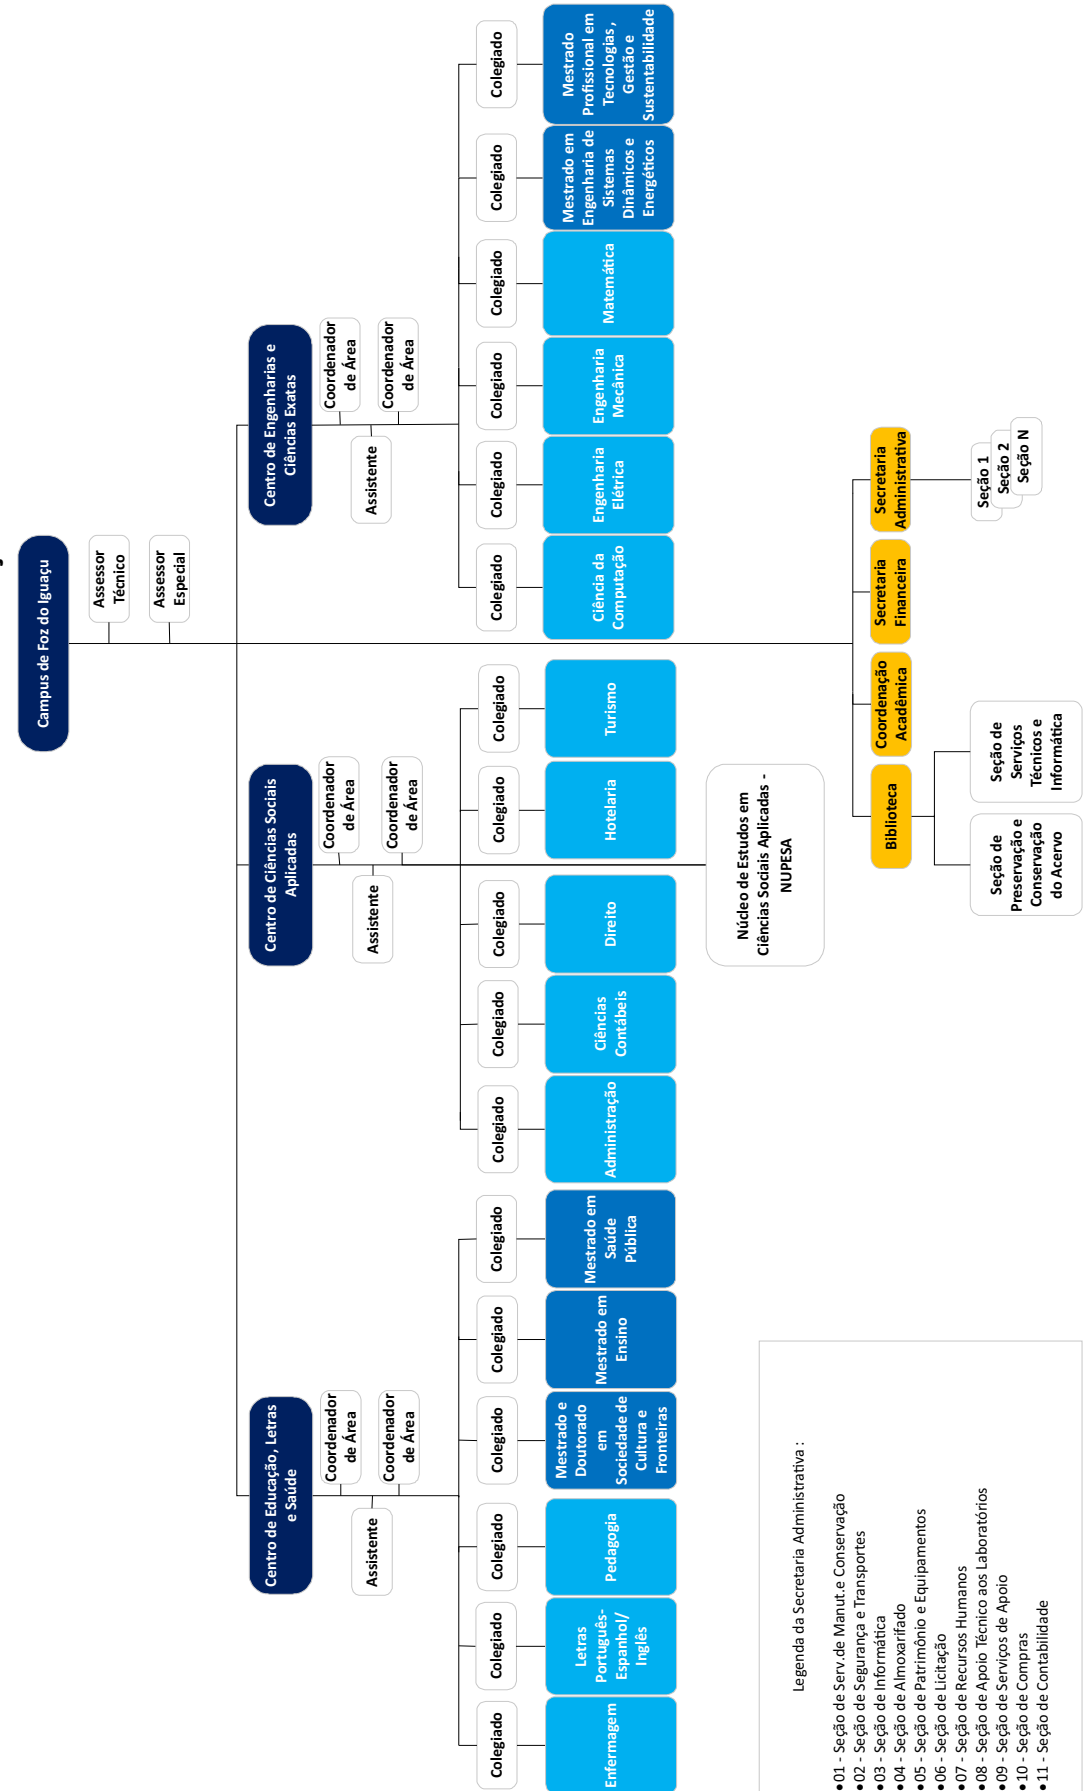 Campus de Foz do Iguaçu
Assessor
Técnico
Assessor
Especial
Centro de Educação, Letras
e Saúde
Coordenador
de Área
Assistente
Coordenador
de Área
Colegiado
Colegiado
Colegiado
Colegiado
Colegiado
Colegiado
Enfermagem
Letras
Português-
Espanhol/
Inglês
Pedagogia
Mestrado e
Doutorado
em
Sociedade de
Cultura e
Fronteiras
Mestrado em
Ensino
Mestrado em
Saúde
Pública
Centro de Ciências Sociais
Aplicadas
Coordenador
de Área
Assistente
Coordenador
de Área
Colegiado
Colegiado
Colegiado
Colegiado
Colegiado
Administração
Ciências
Contábeis
Direito
Hotelaria
Turismo
Núcleo de Estudos em
Ciências Sociais Aplicadas -
NUPESA
Centro de Engenharias e
Ciências Exatas
Coordenador
de Área
Assistente
Coordenador
de Área
Colegiado
Colegiado
Colegiado
Colegiado
Colegiado
Colegiado
Ciência da
Computação
Engenharia
Elétrica
Engenharia
Mecânica
Matemática
Mestrado em
Engenharia de
Sistemas
Dinâmicos e
Energéticos
Mestrado
Profissional em
Tecnologias,
Gestão e
Sustentabilidade
Biblioteca
Coordenação
Acadêmica
Secretaria
Financeira
Secretaria
Administrativa
Seção de
Preservação e
Conservação
do Acervo
Seção de
Serviços
Técnicos e
Informática
Seção 1
Seção 2
Seção N
Legenda da Secretaria Administrativa :
•01 - Seção de Serv.de Manut.e Conservação
•02 - Seção de Segurança e Transportes
•03 - Seção de Informática
•04 - Seção de Almoxarifado
•05 - Seção de Patrimônio e Equipamentos
•06 - Seção de Licitação
•07 - Seção de Recursos Humanos
•08 - Seção de Apoio Técnico aos Laboratórios
•09 - Seção de Serviços de Apoio
•10 - Seção de Compras
•11 - Seção de Contabilidade